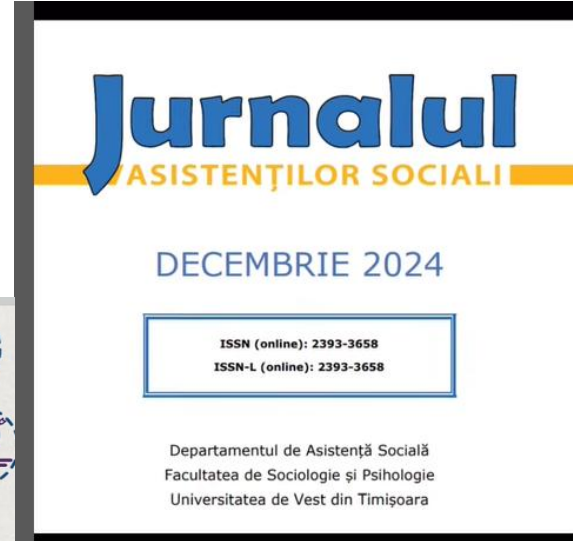 Jurnalul
ASISTENȚILOR SOCIALI
DECEMBRIE 2024
ISSN (online): 2393-3658
ISSN-L (online): 2393-3658
Departamentul de Asistență Socială
Facultatea de Sociologie și Psihologie
Universitatea de Vest din Timișoara